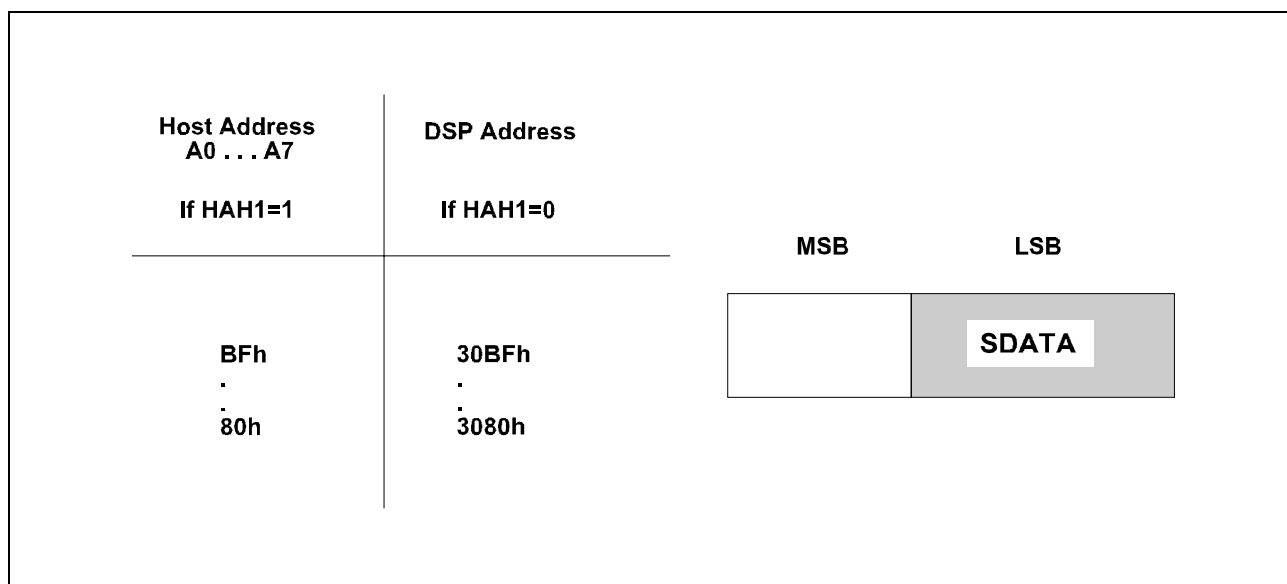 Host Address
A0 . . . A7
If HAH1=1
DSP Address
If HAH1=0
BFh
.
.
80h
30BFh
.
.
3080h
MSB
LSB
SDATA